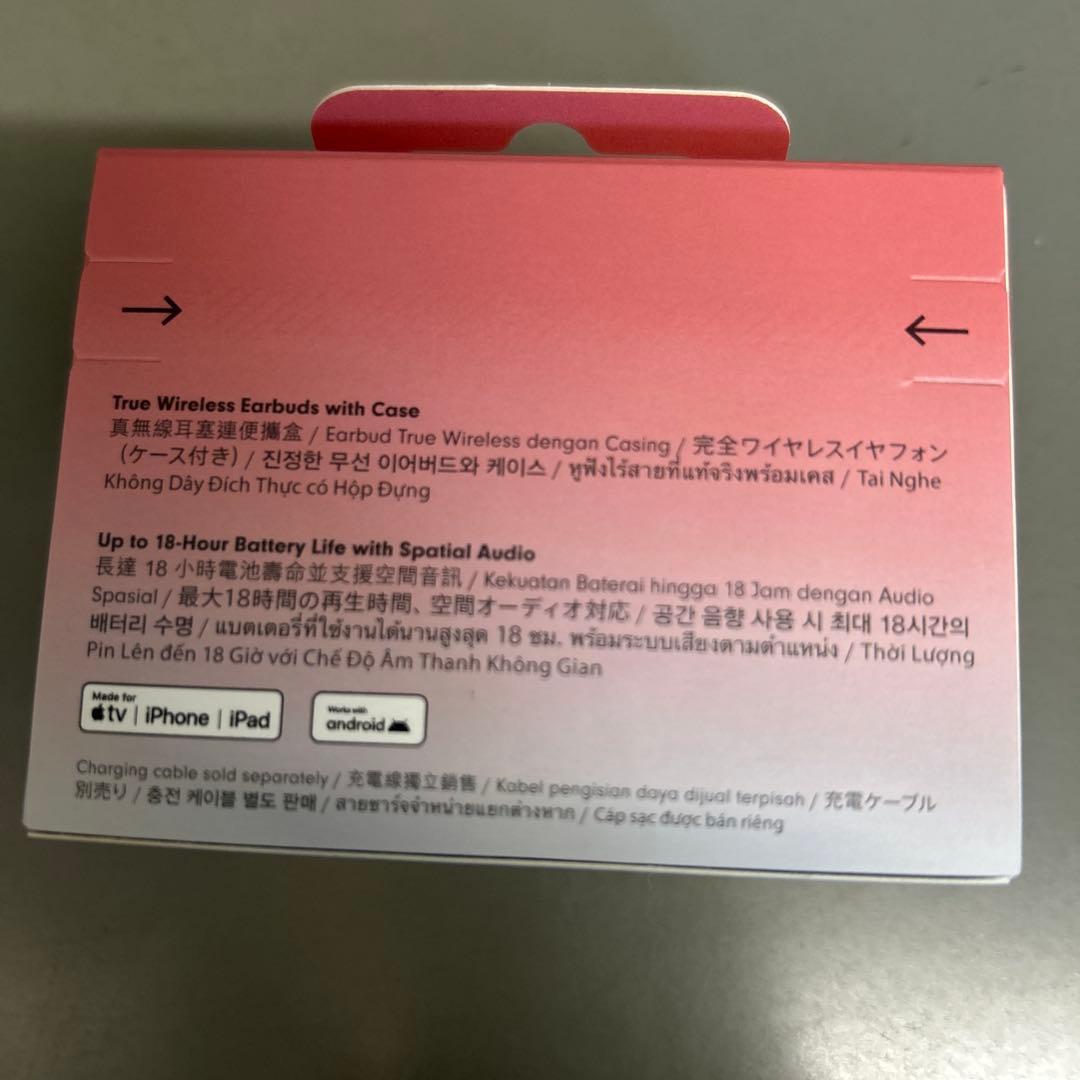 →
←
True Wireless Earbuds with Case
真無線耳塞連便攜盒 / Earbud True Wireless dengan Casing / 完全ワイヤレスイヤフォン
(ケース付き) / 진정한 무선 이어버드와 케이스 / หูฟังไร้สายที่แท้จริงพร้อมเคส / Tai Nghe
Không Dây Đích Thực có Hộp Đựng
Up to 18-Hour Battery Life with Spatial Audio
長達 18 小時電池壽命並支援空間音訊 / Kekuatan Baterai hingga 18 Jam dengan Audio
Spasial / 最大18時間の再生時間、空間オーディオ対応 / 공간 음향 사용 시 최대 18시간의
배터리 수명 / แบตเตอรี่ที่ใช้งานได้นานสูงสุด 18 ชม. พร้อมระบบเสียงตามตำแหน่ง / Thời Lượng
Pin Lên đến 18 Giờ với Chế Độ Âm Thanh Không Gian
Made for
tv | iPhone | iPad
Works with
android
Charging cable sold separately / 充電線獨立銷售 / Kabel pengisian daya dijual terpisah / 充電ケーブル
別売り / 충전 케이블 별도 판매 / สายชาร์จจำหน่ายแยกต่างหาก / Cáp sạc được bán riêng